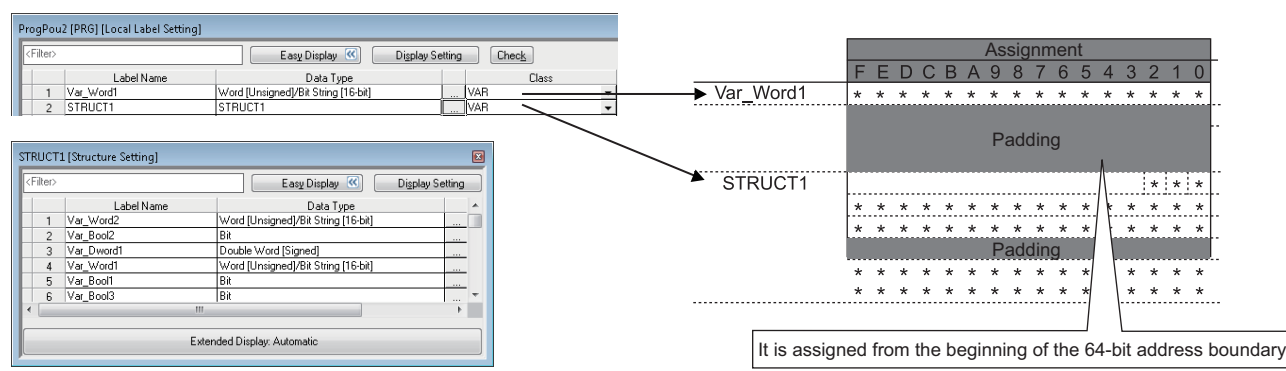 ProgPou2 [PRG] [Local Label Setting]
<Filter> Easy Display Display Setting Check
Label Name Data Type Class
1 Var_Word1 Word [Unsigned]/Bit String [16-bit] ... VAR
2 STRUCT1 STRUCT1 ... VAR
STRUCT1 [Structure Setting]
<Filter> Easy Display Display Setting
Label Name Data Type
1 Var_Word2 Word [Unsigned]/Bit String [16-bit] ...
2 Var_Bool2 Bit ...
3 Var_Dword1 Double Word [Signed] ...
4 Var_Word1 Word [Unsigned]/Bit String [16-bit] ...
5 Var_Bool1 Bit ...
6 Var_Bool3 Bit ...
Extended Display: Automatic
Assignment
F E D C B A 9 8 7 6 5 4 3 2 1 0
Var_Word1 * * * * * * * * * * * * * * * *
Padding
STRUCT1 * * *
* * * * * * * * * * * * * * * *
* * * * * * * * * * * * * * * *
Padding
* * * * * * * * * * * * * * *
* * * * * * * * * * * * * * *
It is assigned from the beginning of the 64-bit address boundary